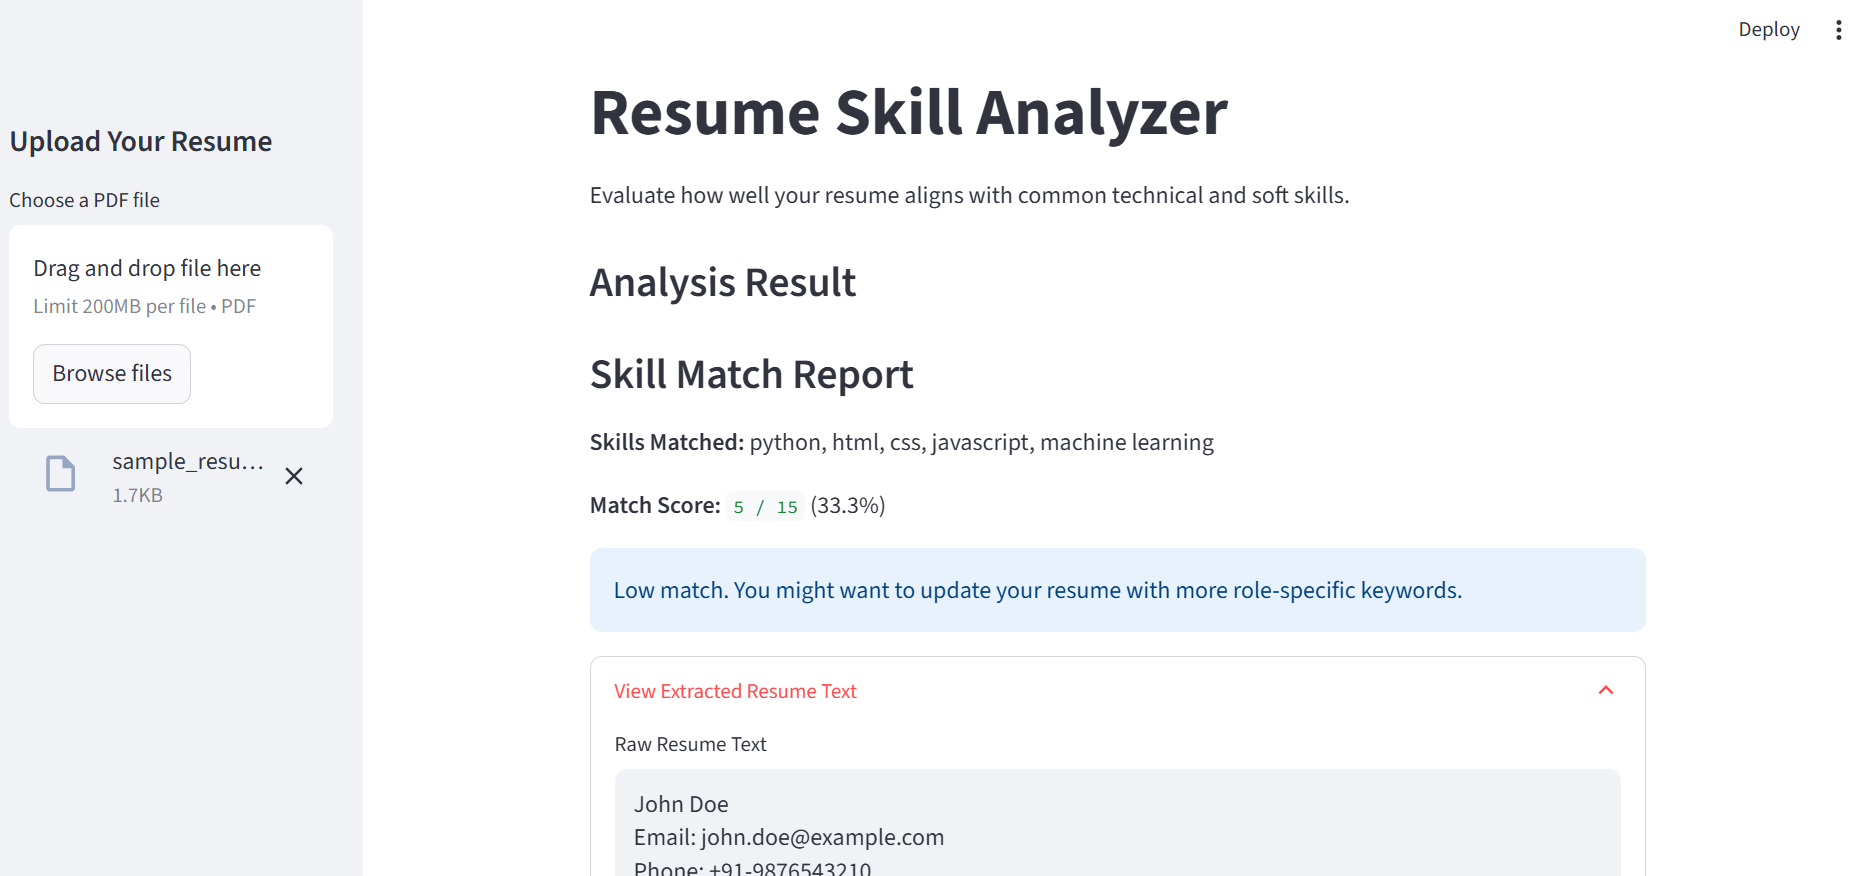 Deploy
Upload Your Resume
Choose a PDF file
Drag and drop file here
Limit 200MB per file • PDF
Browse files
sample_resu...
1.7KB
Resume Skill Analyzer
Evaluate how well your resume aligns with common technical and soft skills.
Analysis Result
Skill Match Report
Skills Matched: python, html, css, javascript, machine learning
Match Score: 5 / 15 (33.3%)
Low match. You might want to update your resume with more role-specific keywords.
View Extracted Resume Text
Raw Resume Text
John Doe
Email: john.doe@example.com
Phone: +91-9876543210